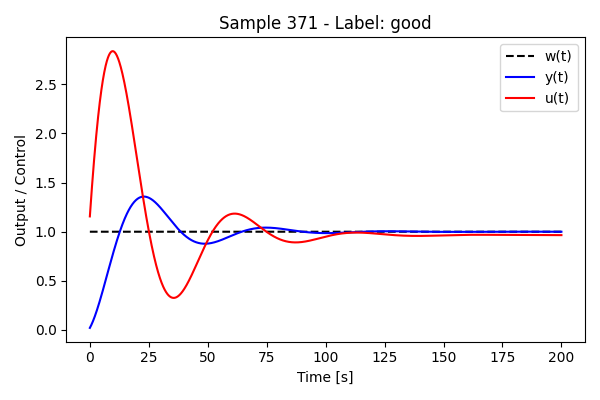 Sample 371 - Label: good
w(t)
y(t)
u(t)
Output / Control
2.5
2.0
1.5
1.0
0.5
0.0
0 25 50 75 100 125 150 175 200
Time [s]